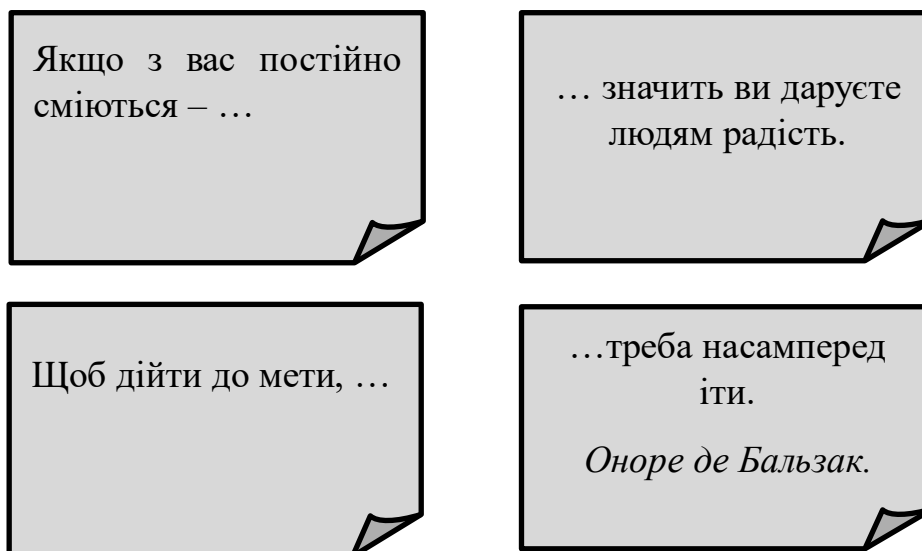 Якщо з вас постійно
сміються – …
… значить ви даруєте
людям радість.
Щоб дійти до мети, …
…треба насамперед
іти.
Оноре де Бальзак.